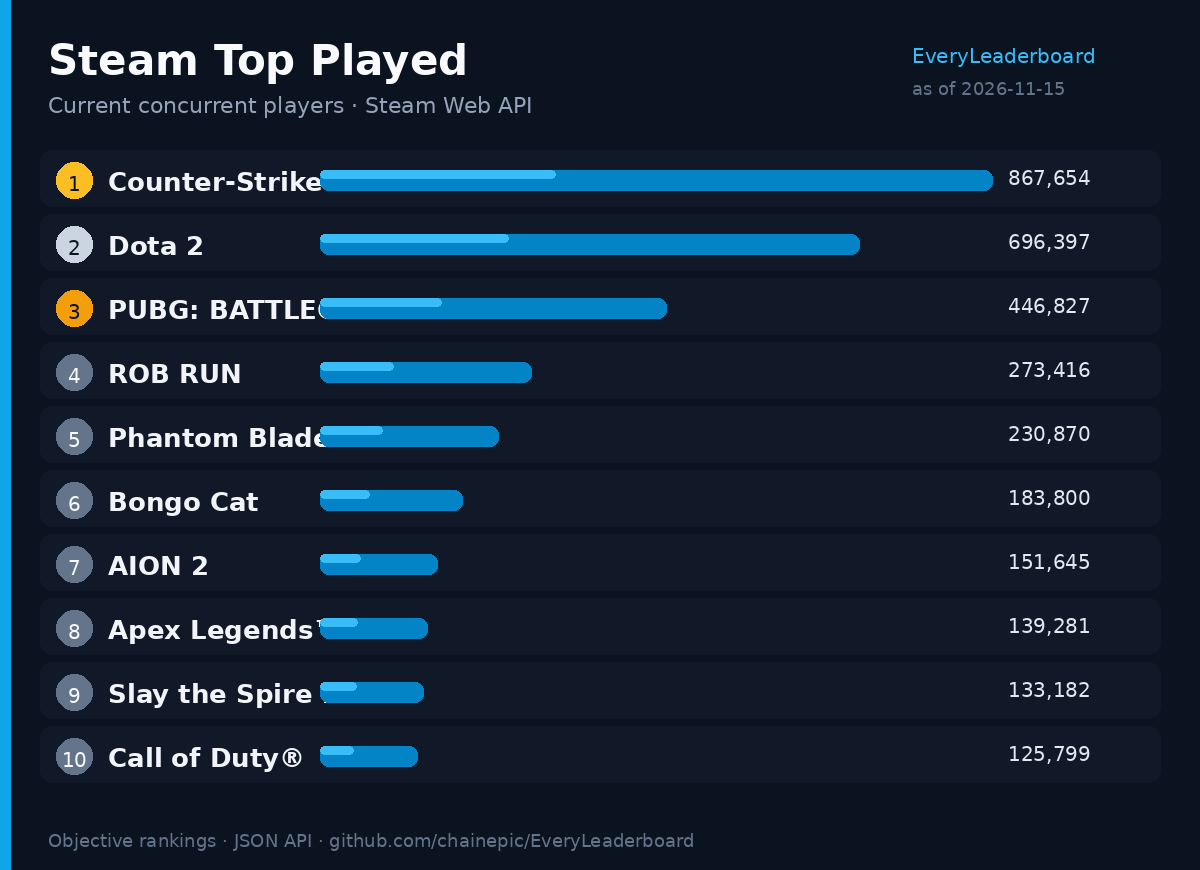 Steam Top Played
EveryLeaderboard
Current concurrent players · Steam Web API
as of 2026-11-15
1 Counter-Strike 867,654
2 Dota 2 696,397
3 PUBG: 446,827
4 ROB RUN 273,416
5 Phantom Blade 230,870
6 Bongo Cat 183,800
7 AION 2 151,645
8 Apex Legends 139,281
9 Slay the Spire 133,182
10 Call of Duty® 125,799
Objective rankings · JSON API · github.com/chainepic/EveryLeaderboard